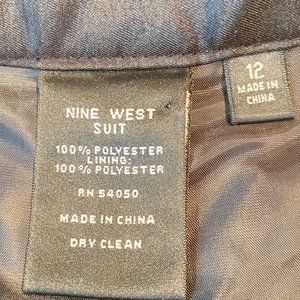 NINE WEST
SUIT
100% POLYESTER
LINING:
100% POLYESTER
RN 54050
MADE IN CHINA
DRY CLEAN
12
MADE IN
CHINA